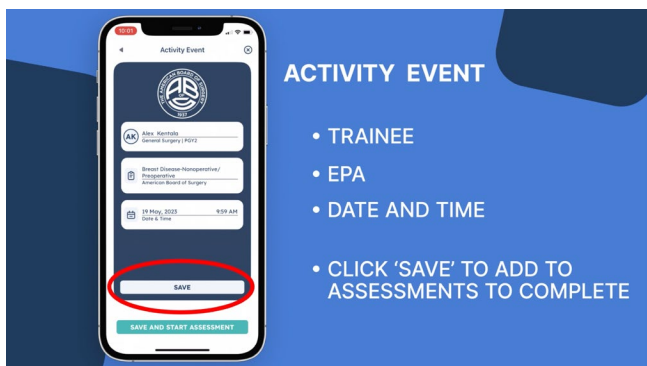 10:01
Activity Event
THE AMERICAN BOARD OF SURGERY
ABS
1937
AK
Alex Kentala
General Surgery | PGY2
Breast Disease-Nonoperative/
Preoperative
American Board of Surgery
19 May, 2023 9:59 AM
Date & Time
SAVE
SAVE AND START ASSESSMENT
ACTIVITY EVENT
• TRAINEE
• EPA
• DATE AND TIME
• CLICK ‘SAVE’ TO ADD TO
ASSESSMENTS TO COMPLETE